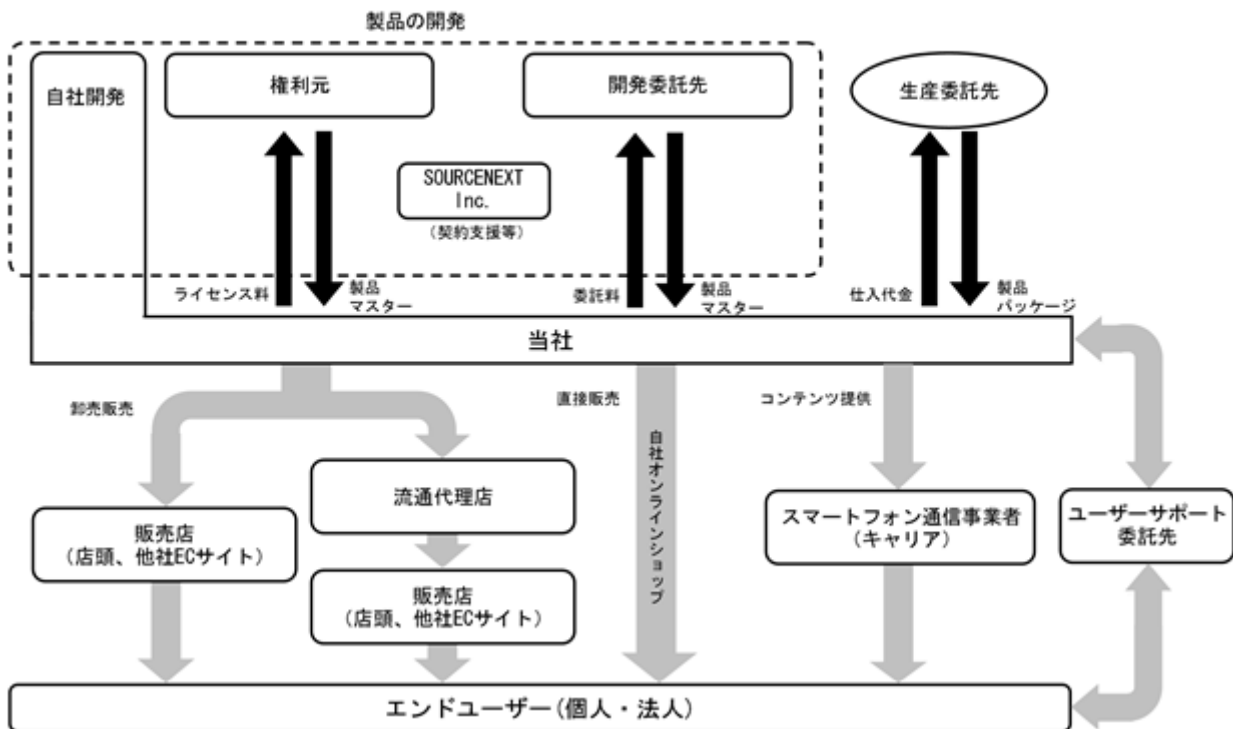 製品の開発
自社開発
権利元
開発委託先
生産委託先
SOURCENEXT
Inc.
(契約支援等)
ライセンス料
製品
マスター
委託料
製品
マスター
仕入代金
製品
パッケージ
当社
卸売販売
直接販売
コンテンツ提供
自社オンラインショップ
流通代理店
販売店
(店頭、他社ECサイト)
販売店
(店頭、他社ECサイト)
スマートフォン通信事業者
(キャリア)
ユーザーサポート
委託先
エンドユーザー(個人・法人)